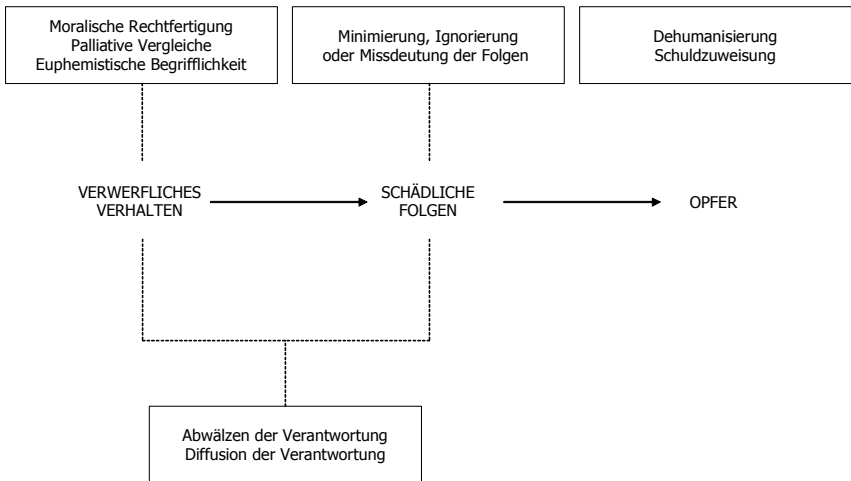 Moralische Rechtfertigung
Palliative Vergleiche
Euphemistische Begrifflichkeit
Minimierung, Ignorierung
oder Missdeutung der Folgen
Dehumanisierung
Schuldzuweisung
VERWERFLICHES
VERHALTEN
SCHÄDLICHE
FOLGEN
OPFER
Abwälzen der Verantwortung
Diffusion der Verantwortung